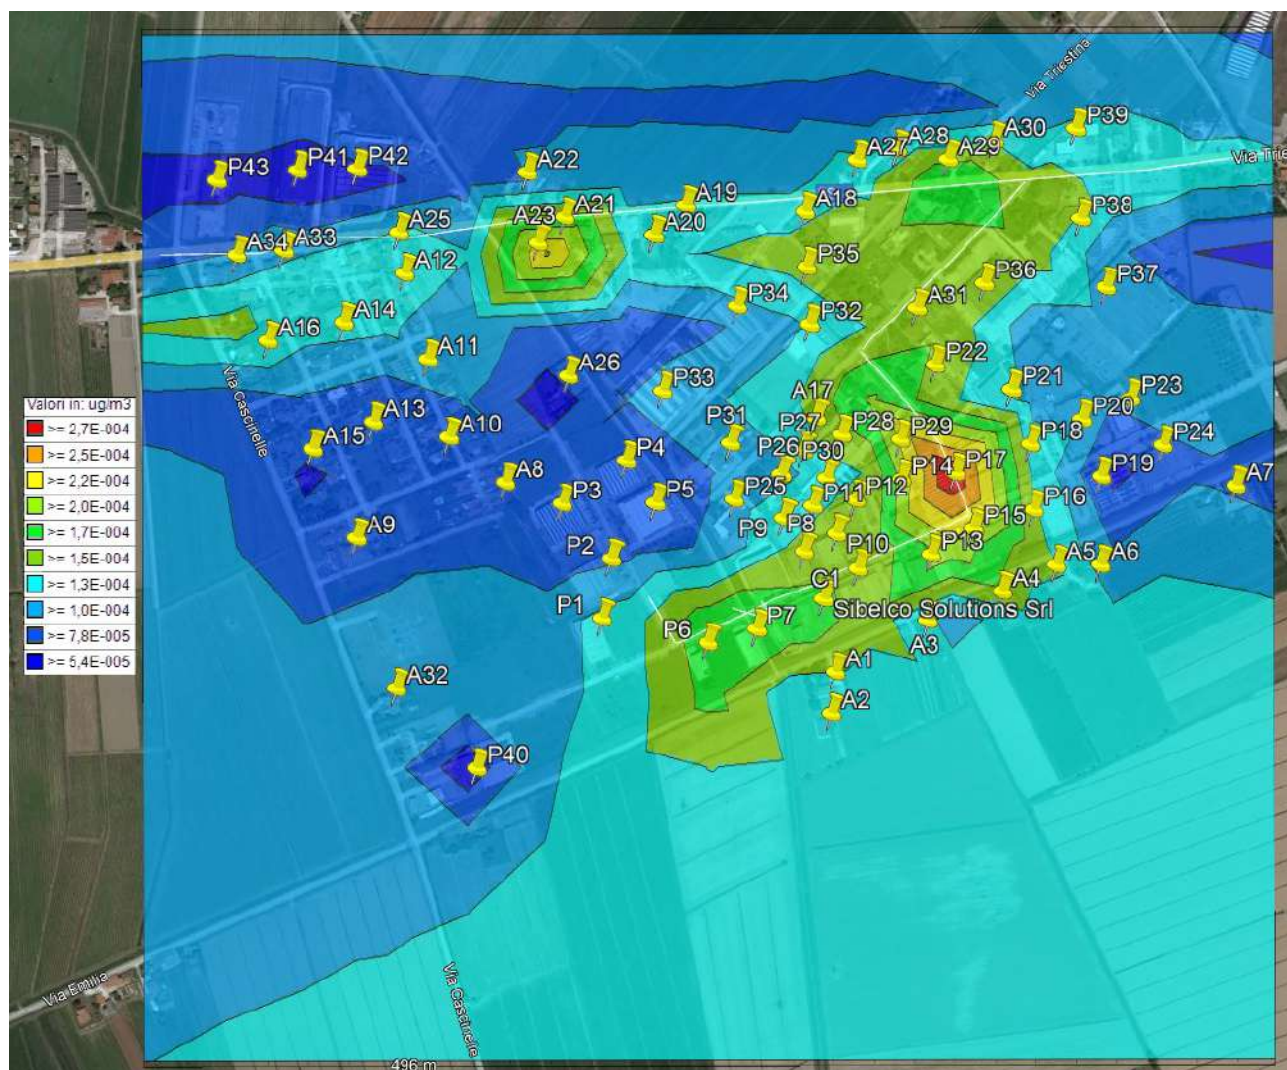 Via Triestina
P39
A30
A28
A29
A27
Via Trie
P43
P41
P42
A22
A19
A18
P38
A25
A21
A23
A20
A34
A33
A12
P35
P36
P37
P34
A31
P32
A14
A16
A11
P22
A26
P33
P21
P23
Via Cascinelle
A17
P20
A13
A10
A15
P31
P27
P28
P29
P18
P24
P4
P26
P30
P14
P17
P19
A7
A8
P3
P5
P25
P11
P12
P16
A9
P9
P8
P15
P2
P10
P13
A5
A6
P1
C1
A4
Sibelco Solutions Srl
P6
P7
A3
A1
A32
A2
P40
Valori in: ug/m3
>= 2,7E-004
>= 2,5E-004
>= 2,2E-004
>= 2,0E-004
>= 1,7E-004
>= 1,5E-004
>= 1,3E-004
>= 1,0E-004
>= 7,8E-005
>= 5,4E-005
Via Emilia
Via Cascinelle
496 m